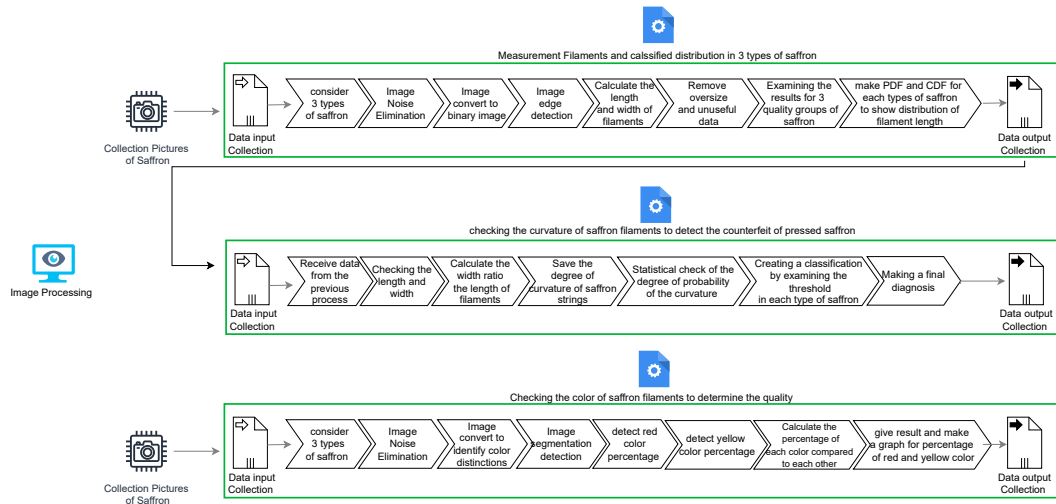 Measurement Filaments and calssified distribution in 3 types of saffron
Collection Pictures
of Saffron
Data input
Collection
consider
3 types
of saffron
Image
Noise
Elimination
Image
convert to
binary image
Image
edge
detection
Calculate the
length
and width of
filaments
Remove
oversize
and unuseful
data
Examining the
results for 3
quality groups of
saffron
make PDF and CDF for
each types of saffron
to show distribution of
filament length
Data output
Collection
Image Processing
checking the curvature of saffron filaments to detect the counterfeit of pressed saffron
Data input
Collection
Receive data
from the
previous
process
Checking the
length and
width
Calculate the
width ratio
the length of
filaments
Save the
degree of
curvature of saffron
strings
Statistical check of the
degree of probability
of the curvature
Creating a classification
by examining the
threshold
in each type of saffron
Making a final
diagnosis
Data output
Collection
Checking the color of saffron filaments to determine the quality
Collection Pictures
of Saffron
Data input
Collection
consider
3 types
of saffron
Image
Noise
Elimination
Image
convert to
identify color
distinctions
Image
segmentation
detection
detect red
color
percentage
detect yellow
color percentage
Calculate the
percentage of
each color compared
to each other
give result and make
a graph for percentage
of red and yellow color
Data output
Collection